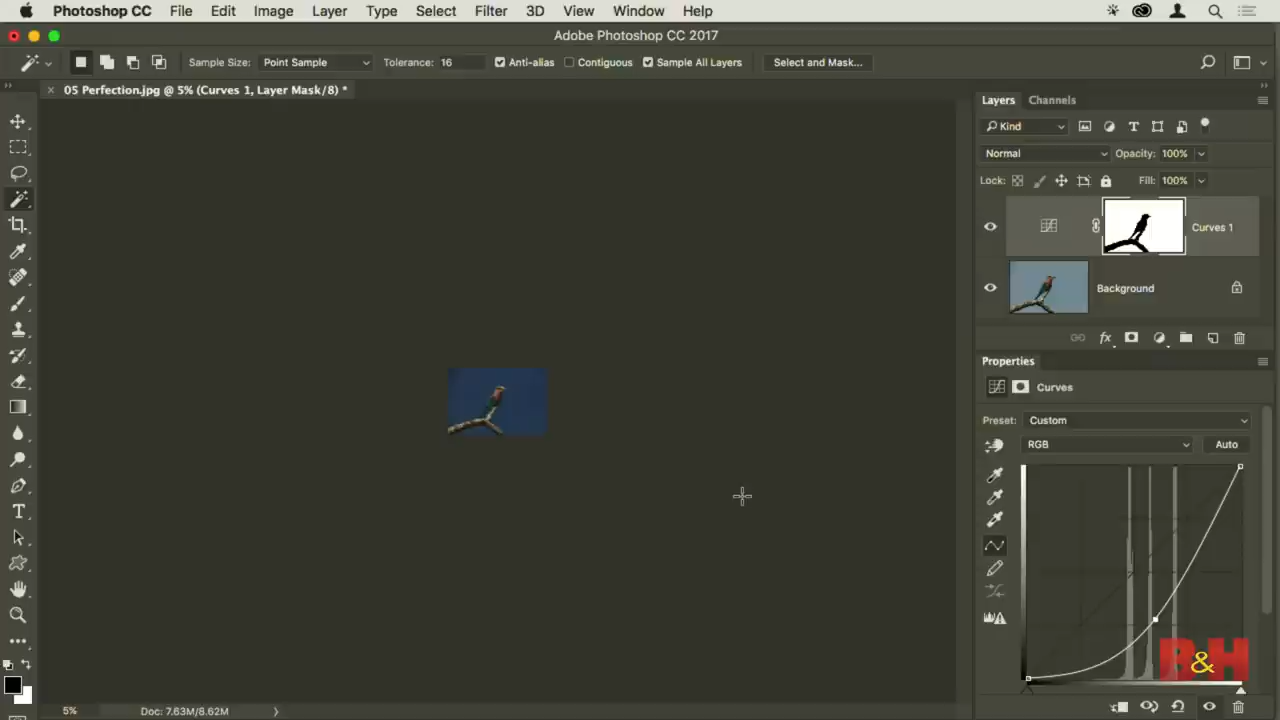 Photoshop CC File Edit Image Layer Type Select Filter 3D View Window Help
Adobe Photoshop CC 2017
Sample Size: Point Sample Tolerance: 16 Anti-alias Contiguous Sample All Layers Select and Mask...
05 Perfection.jpg @ 5% (Curves 1, Layer Mask/8) *
Layers Channels
Kind
Normal Opacity: 100%
Lock: Fill: 100%
Curves 1
Background
Properties
Curves
Preset: Custom
RGB Auto
B&H
5% Doc: 7.63M/8.62M